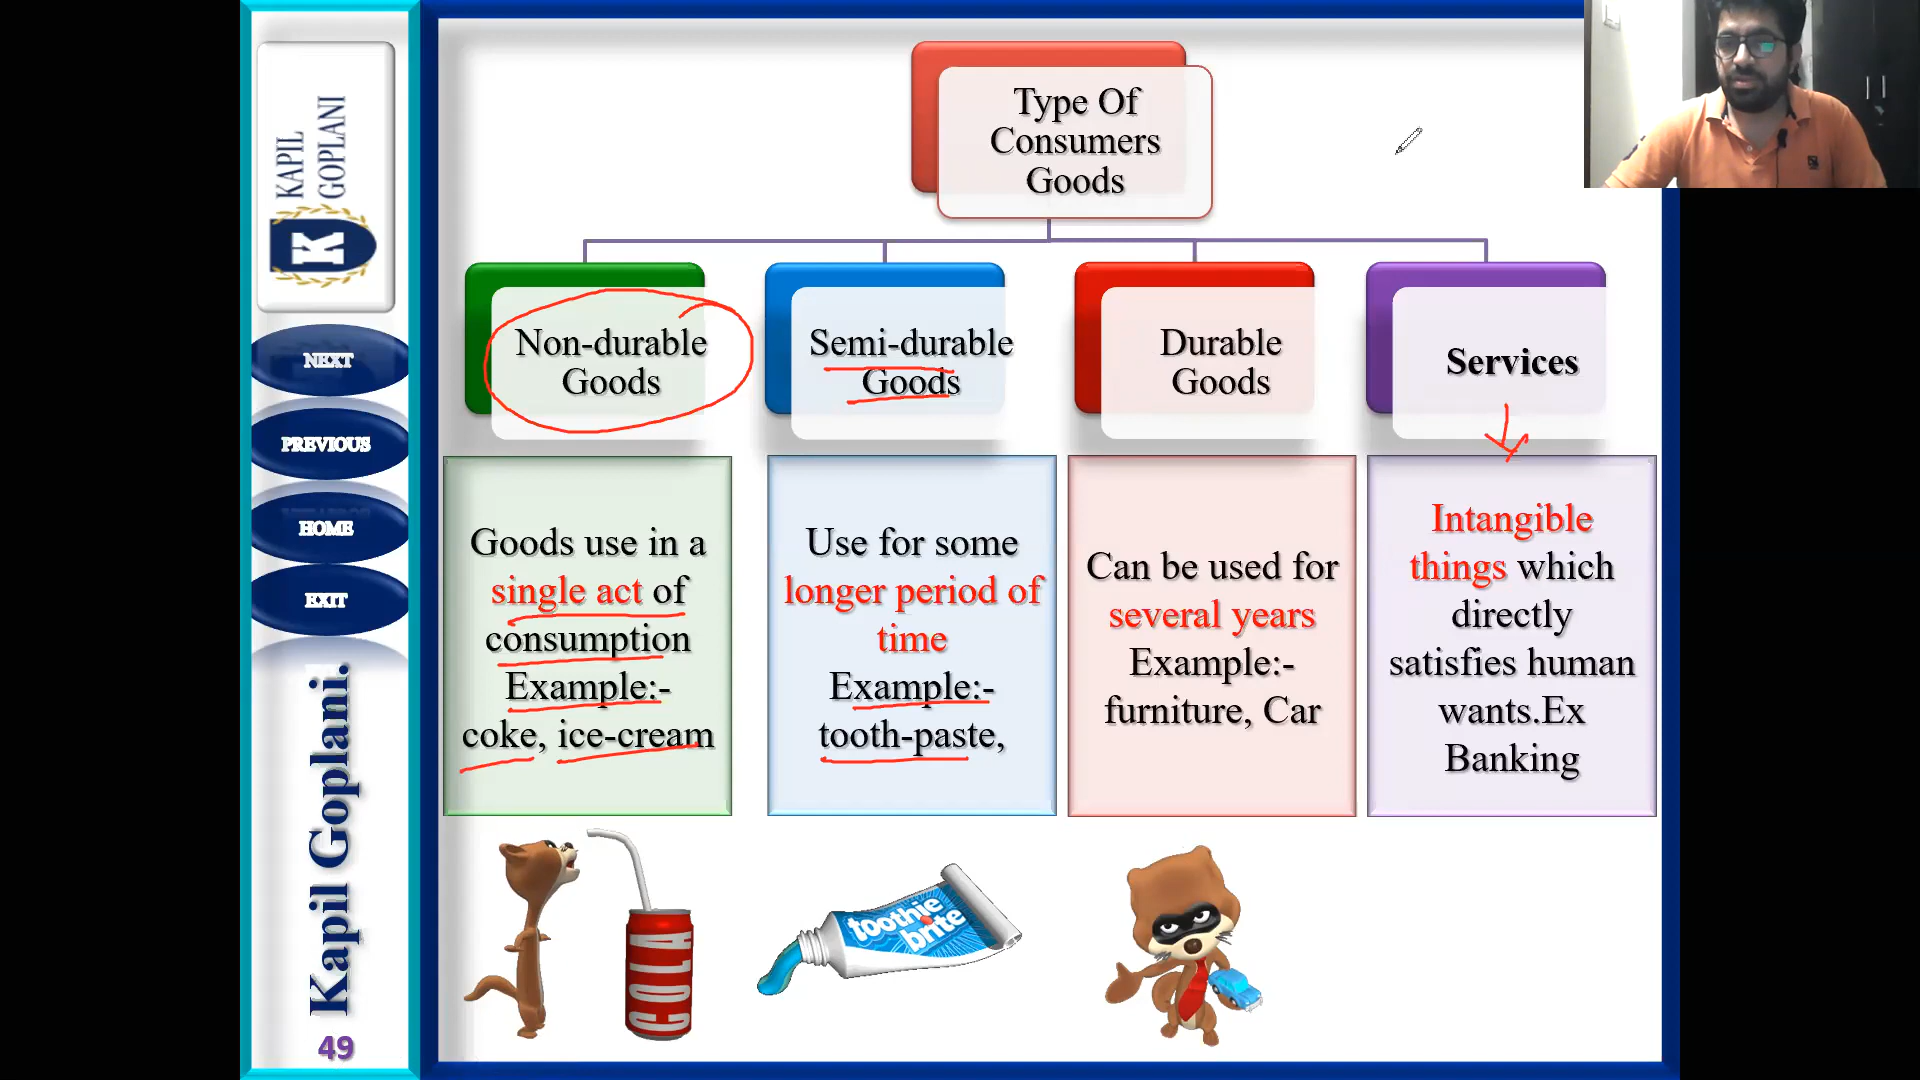 KAPIL
GOPLANI
K
NEXT
PREVIOUS
HOME
EXIT
Kapil Goplani.
49
Type Of
Consumers
Goods
Non-durable
Goods
Semi-durable
Goods
Durable
Goods
Services
Goods use in a
single act of
consumption
Example:-
coke, ice-cream
Use for some
longer period of
time
Example:-
tooth-paste,
Can be used for
several years
Example:-
furniture, Car
Intangible
things which
directly
satisfies human
wants.Ex
Banking
COLA
toothie
brite